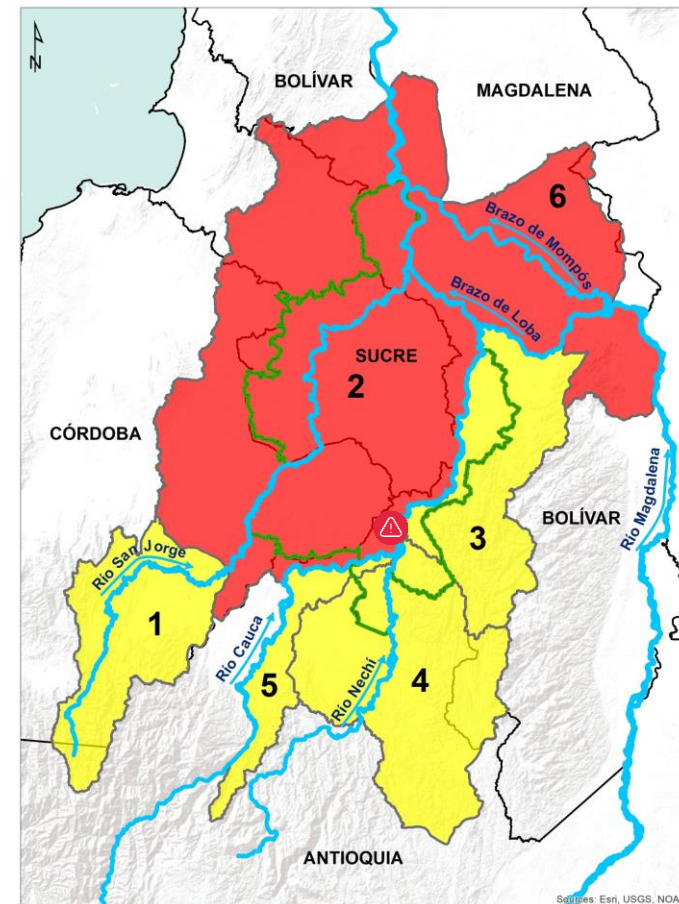 N
BOLÍVAR
MAGDALENA
6
Brazo de Mompós
Brazo de Loba
SUCRE
2
CÓRDOBA
BOLÍVAR
3
Río Magdalena
Río San Jorge
1
Río Cauca
5
Río Nechí
4
ANTIOQUIA
Sources: Esri, USGS, NOA